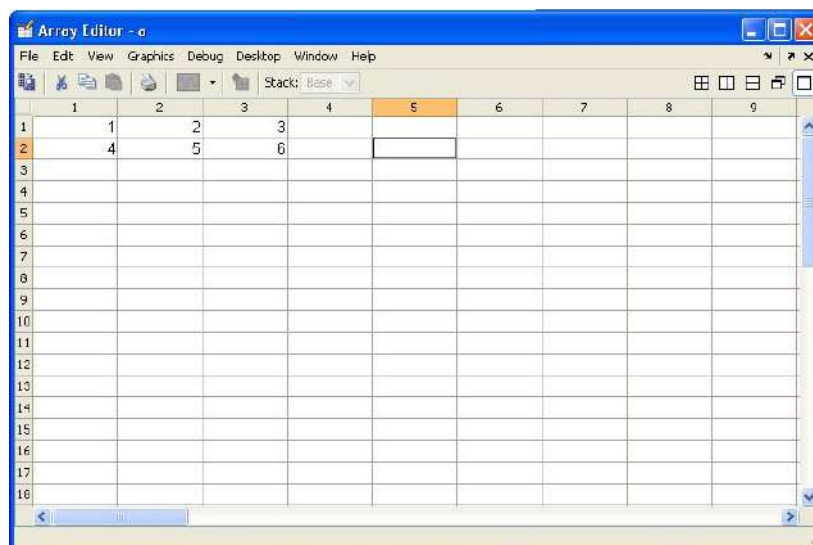 Array Editor - a
File Edit View Graphics Debug Desktop Window Help
Stack: Base
1 2 3 4 5 6 7 8 9
1 1 2 3
2 4 5 6
3
4
5
6
7
8
9
10
11
12
13
14
15
16
17
18